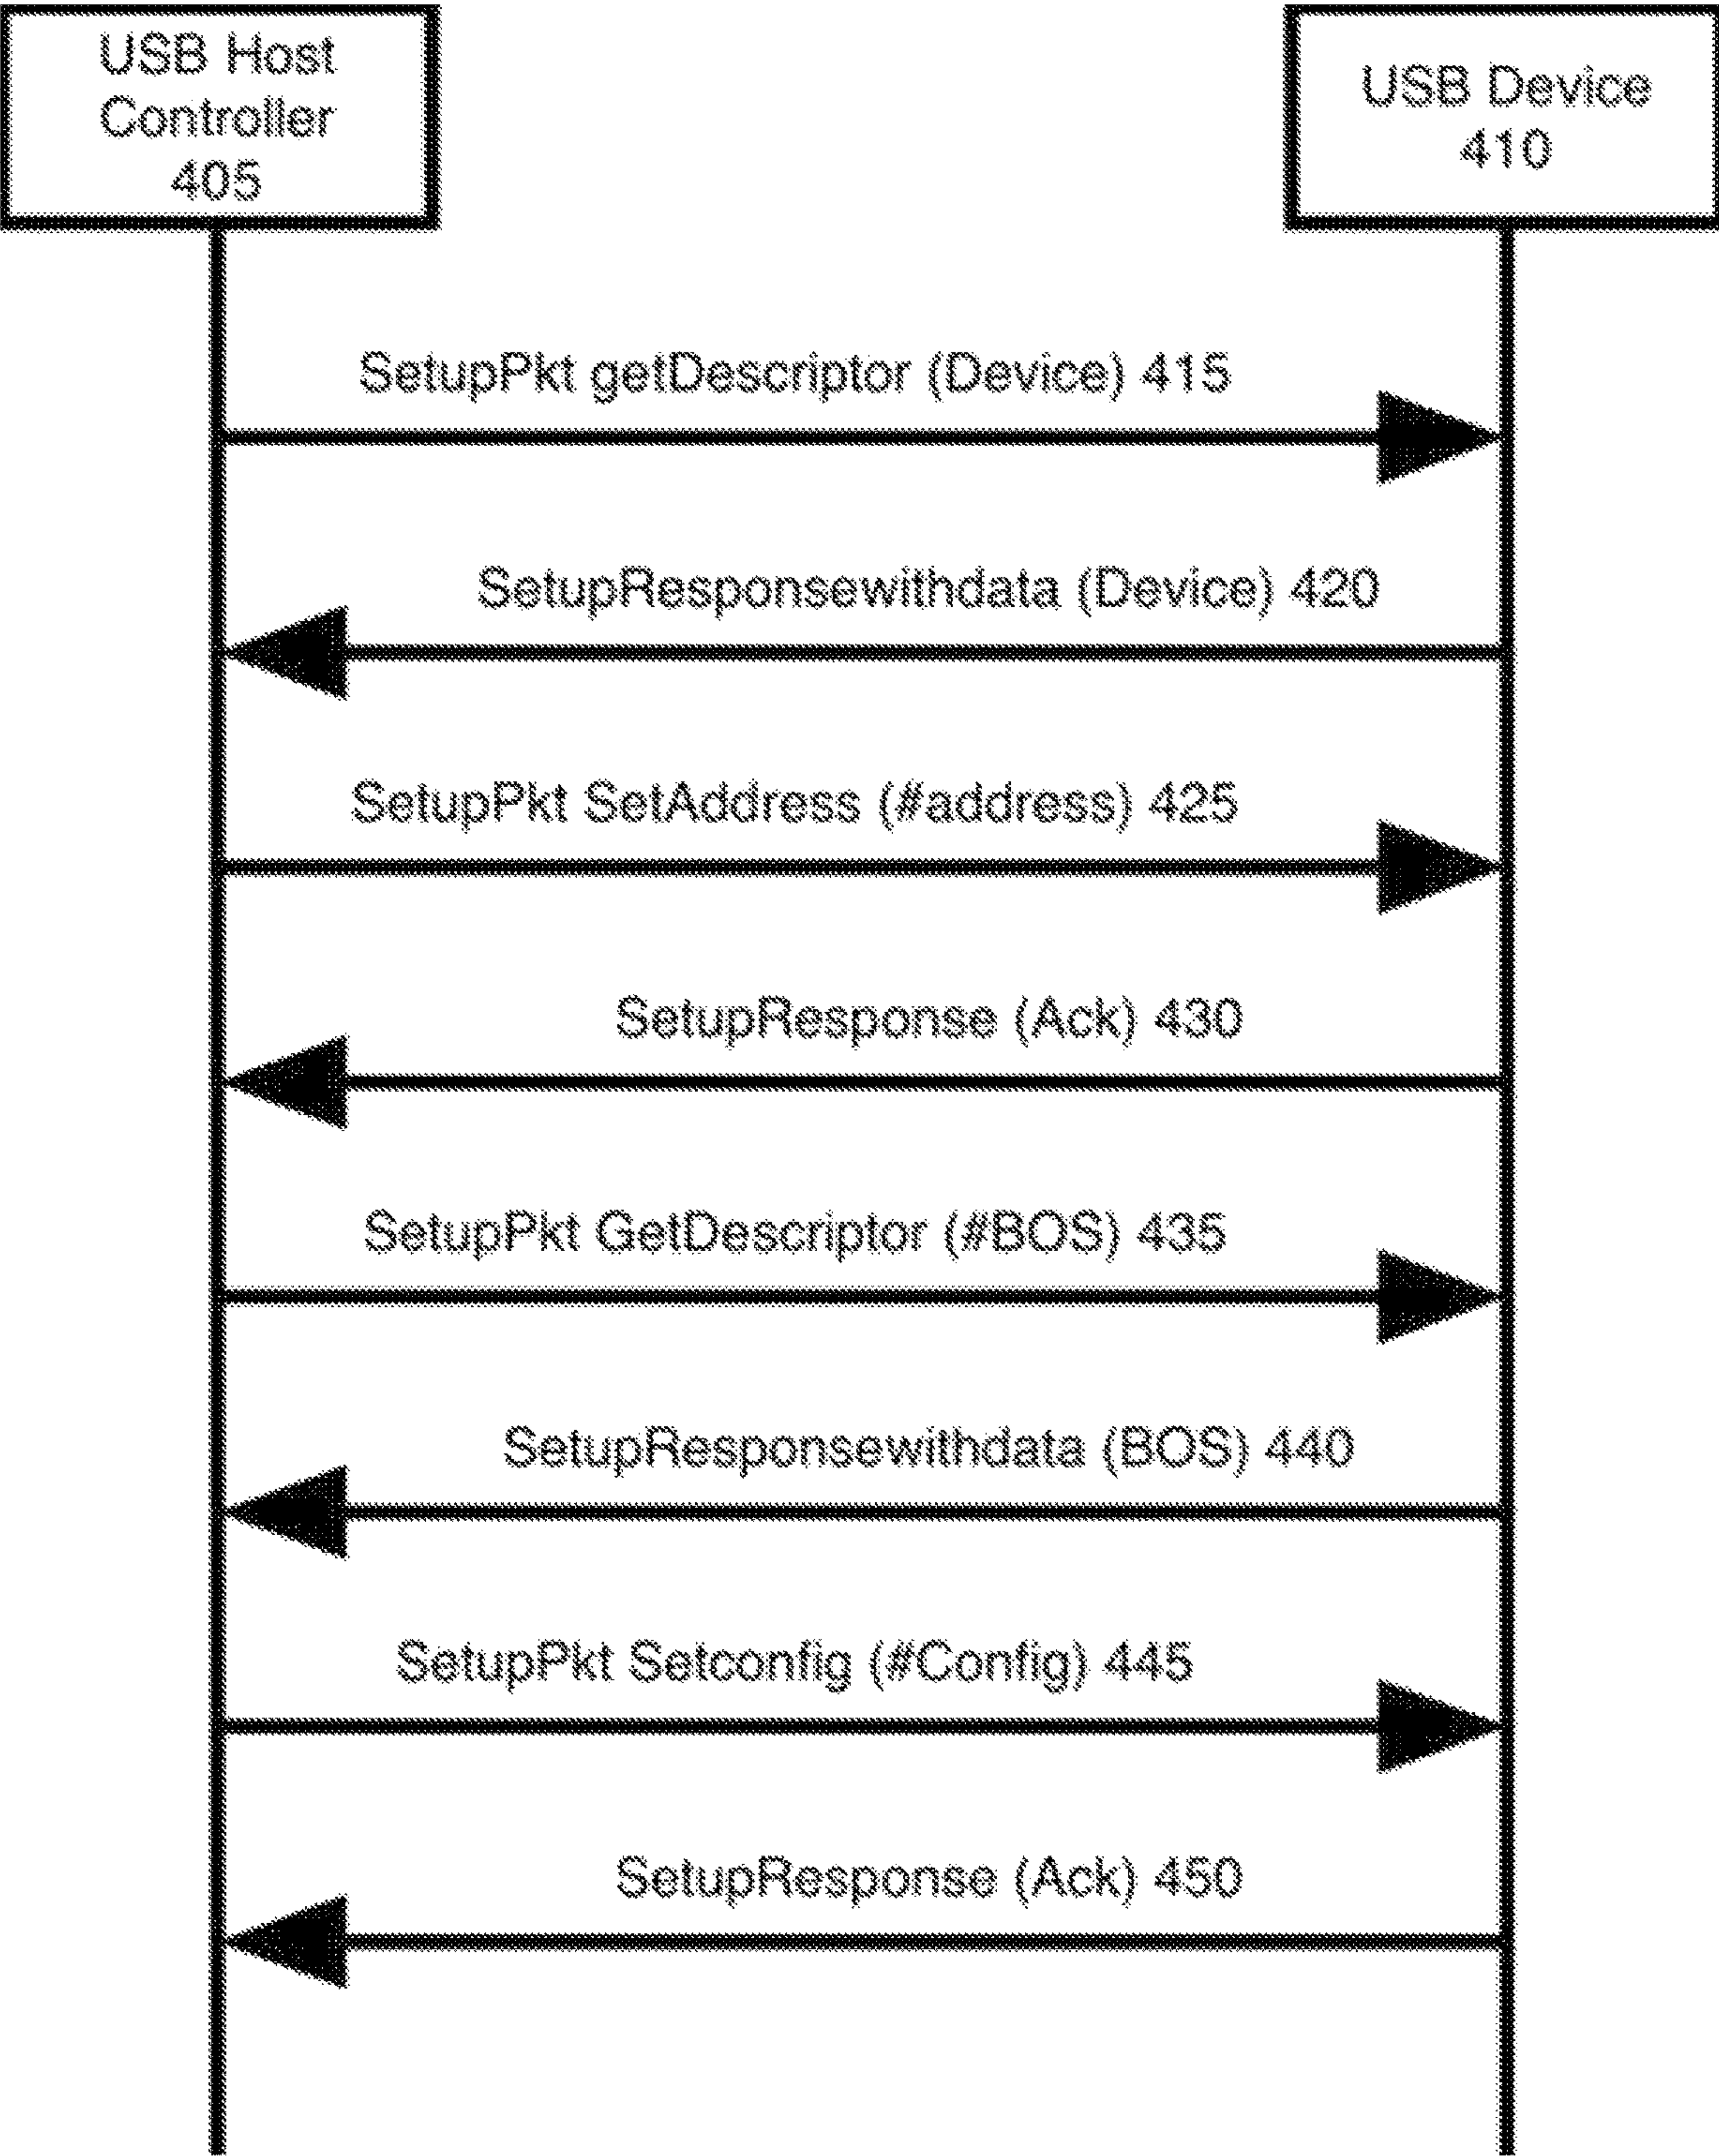 USB Host
Controller
405
USB Device
410
SetupPkt getDescriptor (Device) 415
SetupResponsewithdata (Device) 420
SetupPkt SetAddress (#address) 425
SetupResponse (Ack) 430
SetupPkt GetDescriptor (#BOS) 435
SetupResponsewithdata (BOS) 440
SetupPkt Setconfig (#Config) 445
SetupResponse (Ack) 450